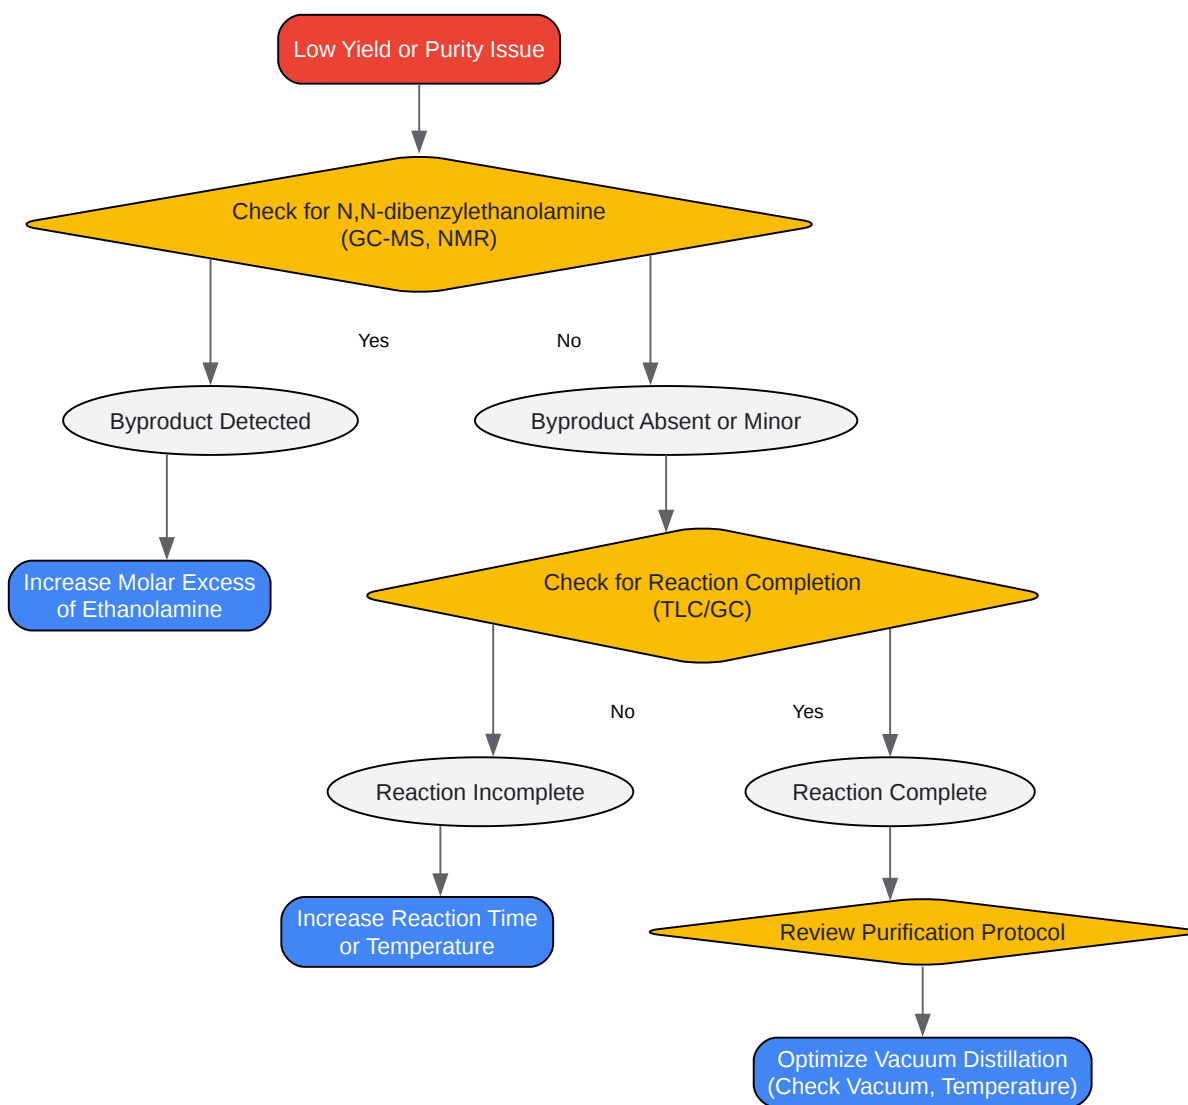 Low Yield or Purity Issue
Check for N,N-dibenzylethanolamine
(GC-MS, NMR)
Yes
No
Byproduct Detected
Byproduct Absent or Minor
Increase Molar Excess
of Ethanolamine
Check for Reaction Completion
(TLC/GC)
No
Yes
Reaction Incomplete
Reaction Complete
Increase Reaction Time
or Temperature
Review Purification Protocol
Optimize Vacuum Distillation
(Check Vacuum, Temperature)